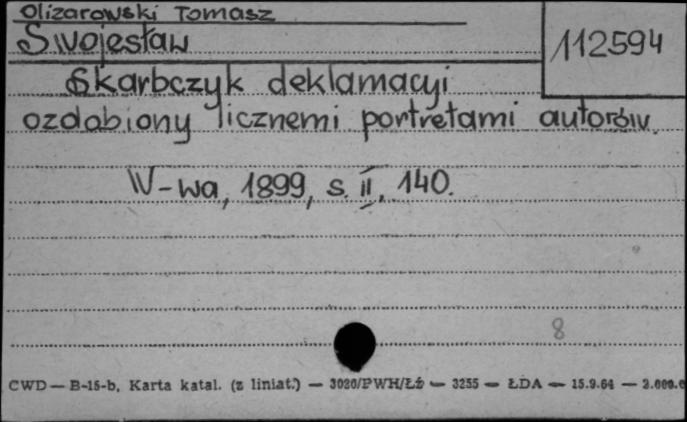 Olizarowski Tomasz
Swojesław
112594
Skarbczyk deklamacyi
ozdobiony licznemi portretami autorów.
W-wa, 1899, s. II, 140.
8
CWD — B-15-b, Karta katal. (z liniat.) — 3020/PWH/Łź — 3255 — ŁDA — 15.9.64 — 2.000.0